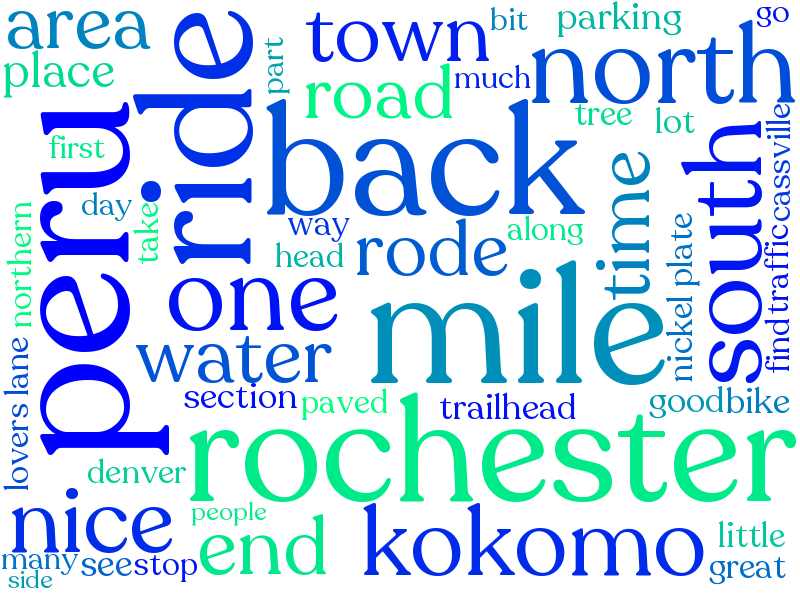 area
place
ride
part
town
road
bit
much
parking
go
north
tree
lot
peru
first
day
take
back
way
head
rode
along
time
south
cassville
traffic
find
northern
lovers lane
one
water
mile
nickel plate
section
paved
trailhead
good
bike
denver
rochester
nice
people
end
kokomo
little
great
many
see
stop
side